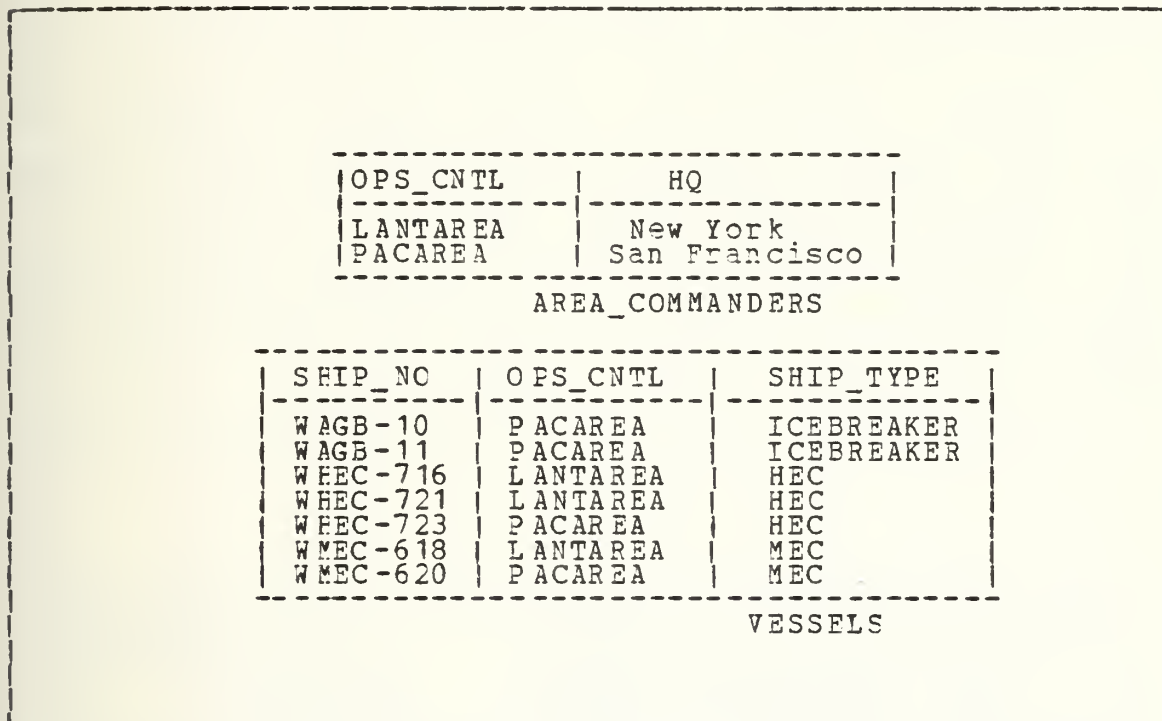 OPS_CNTL HQ
LANTAREA New York
PACAREA San Francisco
AREA_COMMANDERS
SHIP_NO OPS_CNTL SHIP_TYPE
WAGB-10 PACAREA ICEBREAKER
WAGB-11 PACAREA ICEBREAKER
WHEC-716 LANTAREA HEC
WHEC-721 LANTAREA HEC
WHEC-723 PACAREA HEC
WMEC-618 LANTAREA MEC
WMEC-620 PACAREA MEC
VESSELS